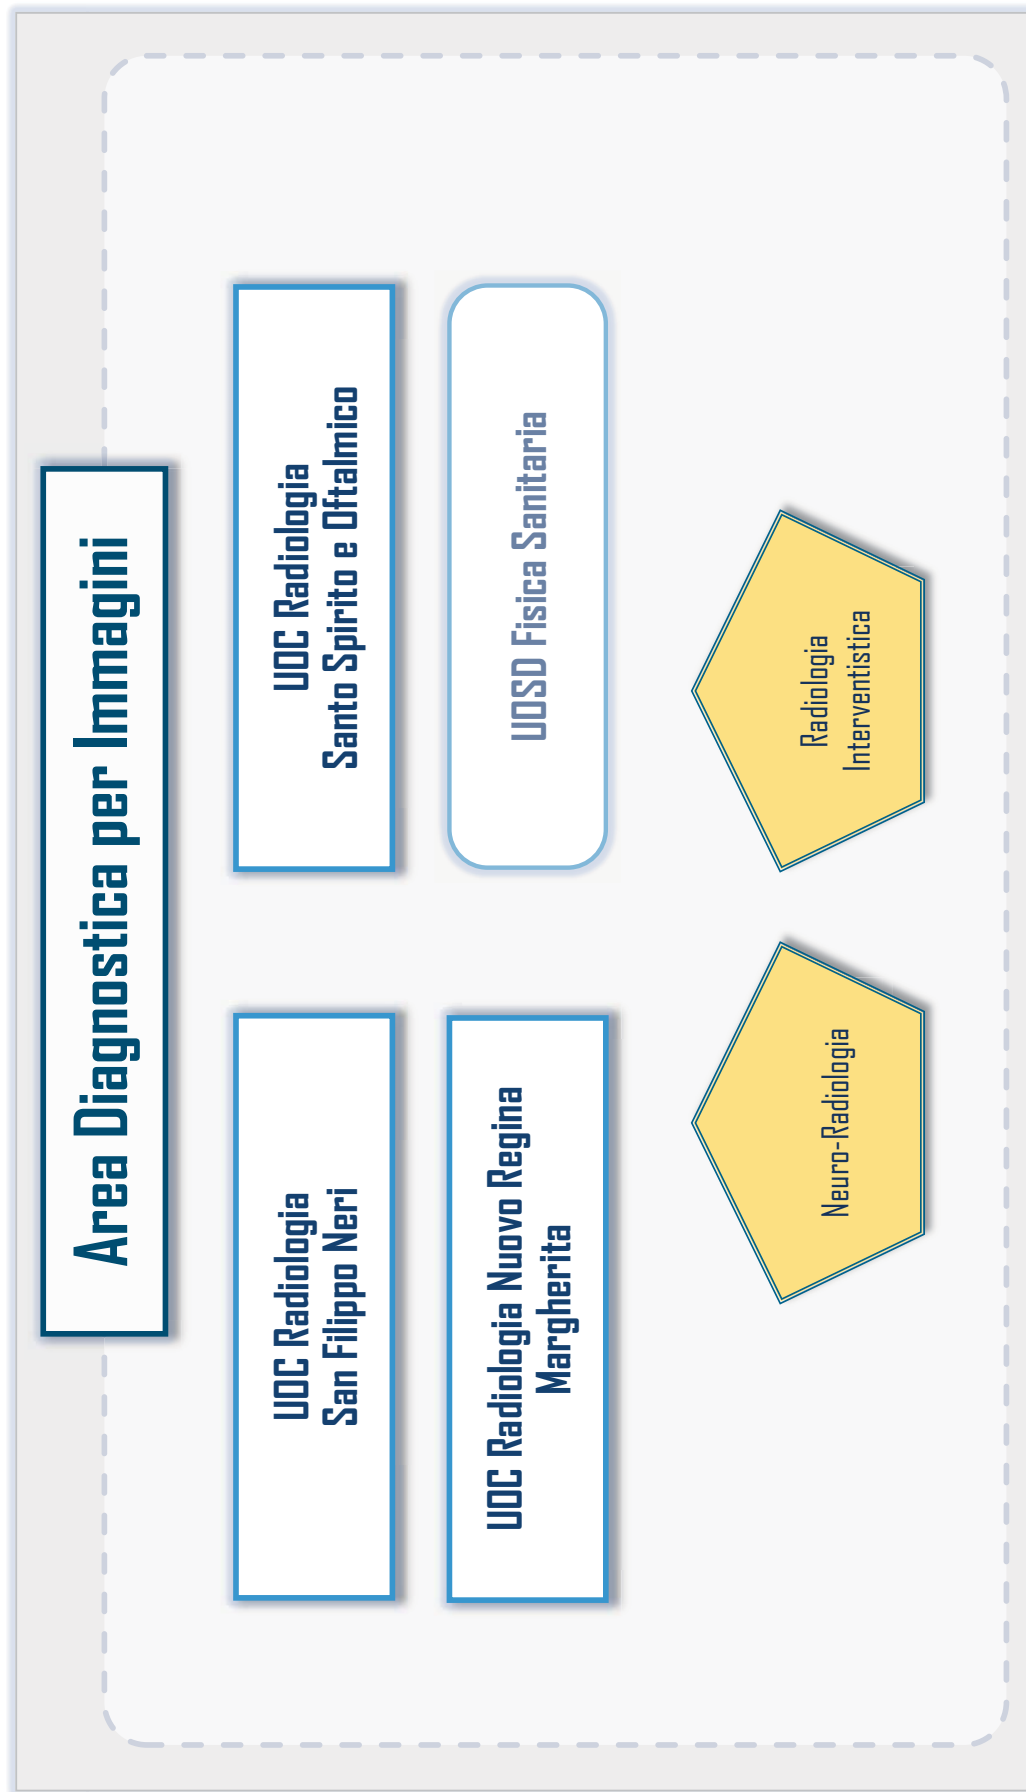 Area Diagnostica per Immagini
UOC Radiologia
San Filippo Neri
UOC Radiologia
Santo Spirito e Oftalmico
UOC Radiologia Nuovo Regina
Margherita
UOSD Fisica Sanitaria
Neuro-Radiologia
Radiologia
Interventistica